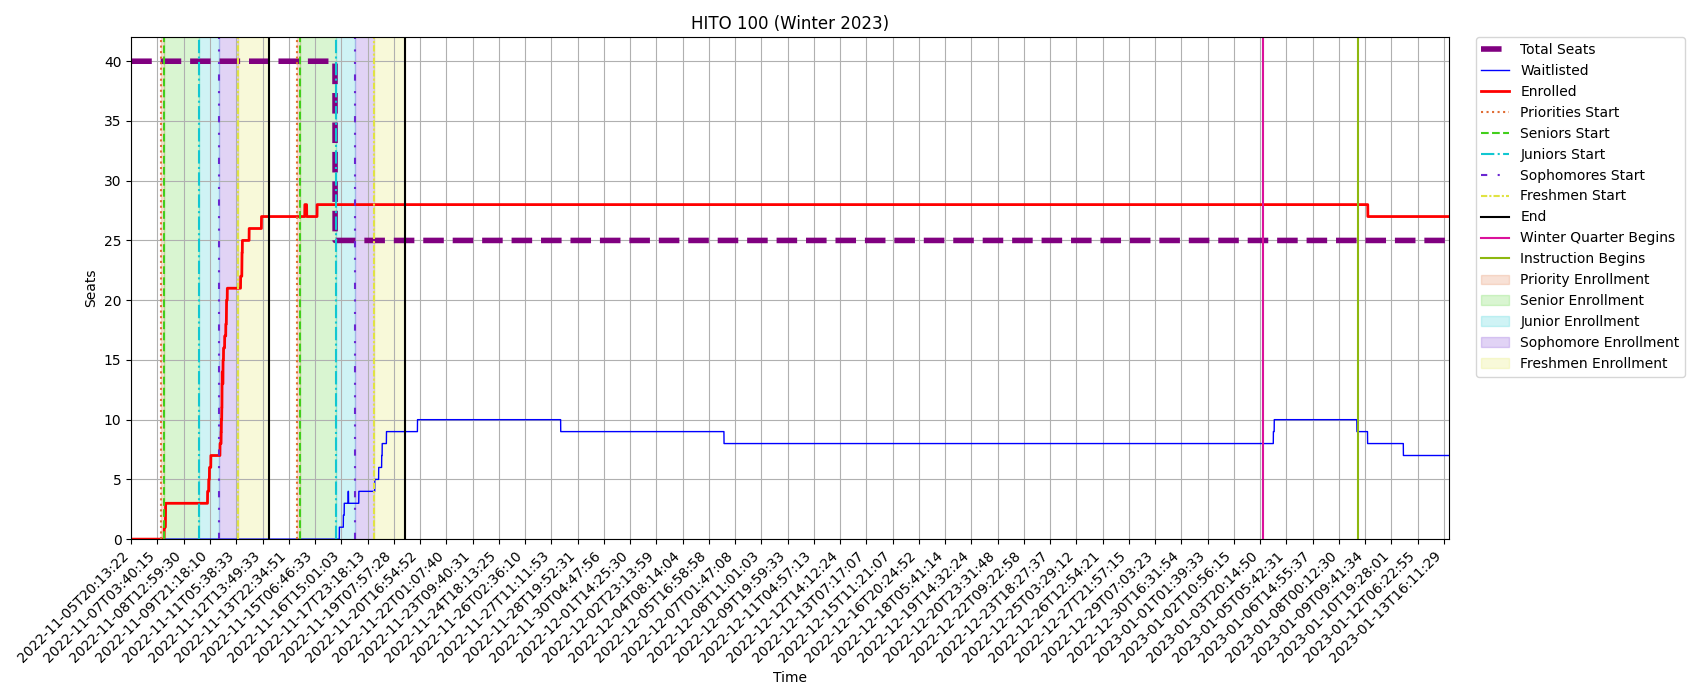 HITO 100 (Winter 2023)
Seats
40
35
30
25
20
15
10
5
0
2022-11-05T20:13:22
2022-11-07T03:40:15
2022-11-08T12:59:30
2022-11-09T21:18:10
2022-11-11T05:38:33
2022-11-12T13:49:33
2022-11-13T22:34:51
2022-11-15T06:46:33
2022-11-16T15:01:03
2022-11-17T23:18:13
2022-11-19T07:57:28
2022-11-20T16:54:52
2022-11-22T01:07:40
2022-11-23T09:40:31
2022-11-24T18:13:25
2022-11-26T02:36:10
2022-11-27T11:11:53
2022-11-28T19:52:31
2022-11-30T04:47:56
2022-12-01T14:25:30
2022-12-02T23:13:59
2022-12-04T08:14:04
2022-12-05T16:58:58
2022-12-07T01:47:08
2022-12-08T11:01:03
2022-12-09T19:59:33
2022-12-11T04:57:13
2022-12-12T14:12:24
2022-12-13T17:17:07
2022-12-15T11:21:07
2022-12-16T20:24:52
2022-12-18T05:41:14
2022-12-19T14:32:24
2022-12-20T23:31:48
2022-12-22T09:22:58
2022-12-23T18:27:37
2022-12-25T03:29:12
2022-12-26T12:54:21
2022-12-27T21:57:15
2022-12-29T07:03:23
2022-12-30T16:31:54
2023-01-01T01:39:33
2023-01-02T10:56:15
2023-01-03T20:14:50
2023-01-05T05:42:31
2023-01-06T14:55:37
2023-01-08T00:12:30
2023-01-09T09:41:34
2023-01-10T19:28:01
2023-01-12T06:22:55
2023-01-13T16:11:29
Time
Total Seats
Waitlisted
Enrolled
Priorities Start
Seniors Start
Juniors Start
Sophomores Start
Freshmen Start
End
Winter Quarter Begins
Instruction Begins
Priority Enrollment
Senior Enrollment
Junior Enrollment
Sophomore Enrollment
Freshmen Enrollment